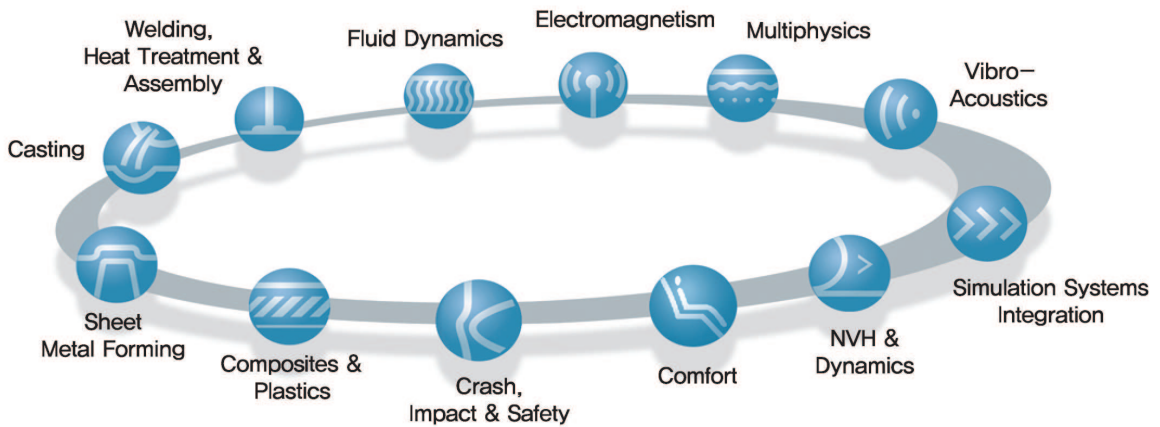 Electromagnetism
Welding,
Heat Treatment &
Assembly
Fluid Dynamics
Multiphysics
Vibro-
Acoustics
Casting
Simulation Systems
Integration
Sheet
Metal Forming
Composites &
Plastics
Crash,
Impact & Safety
Comfort
NVH &
Dynamics